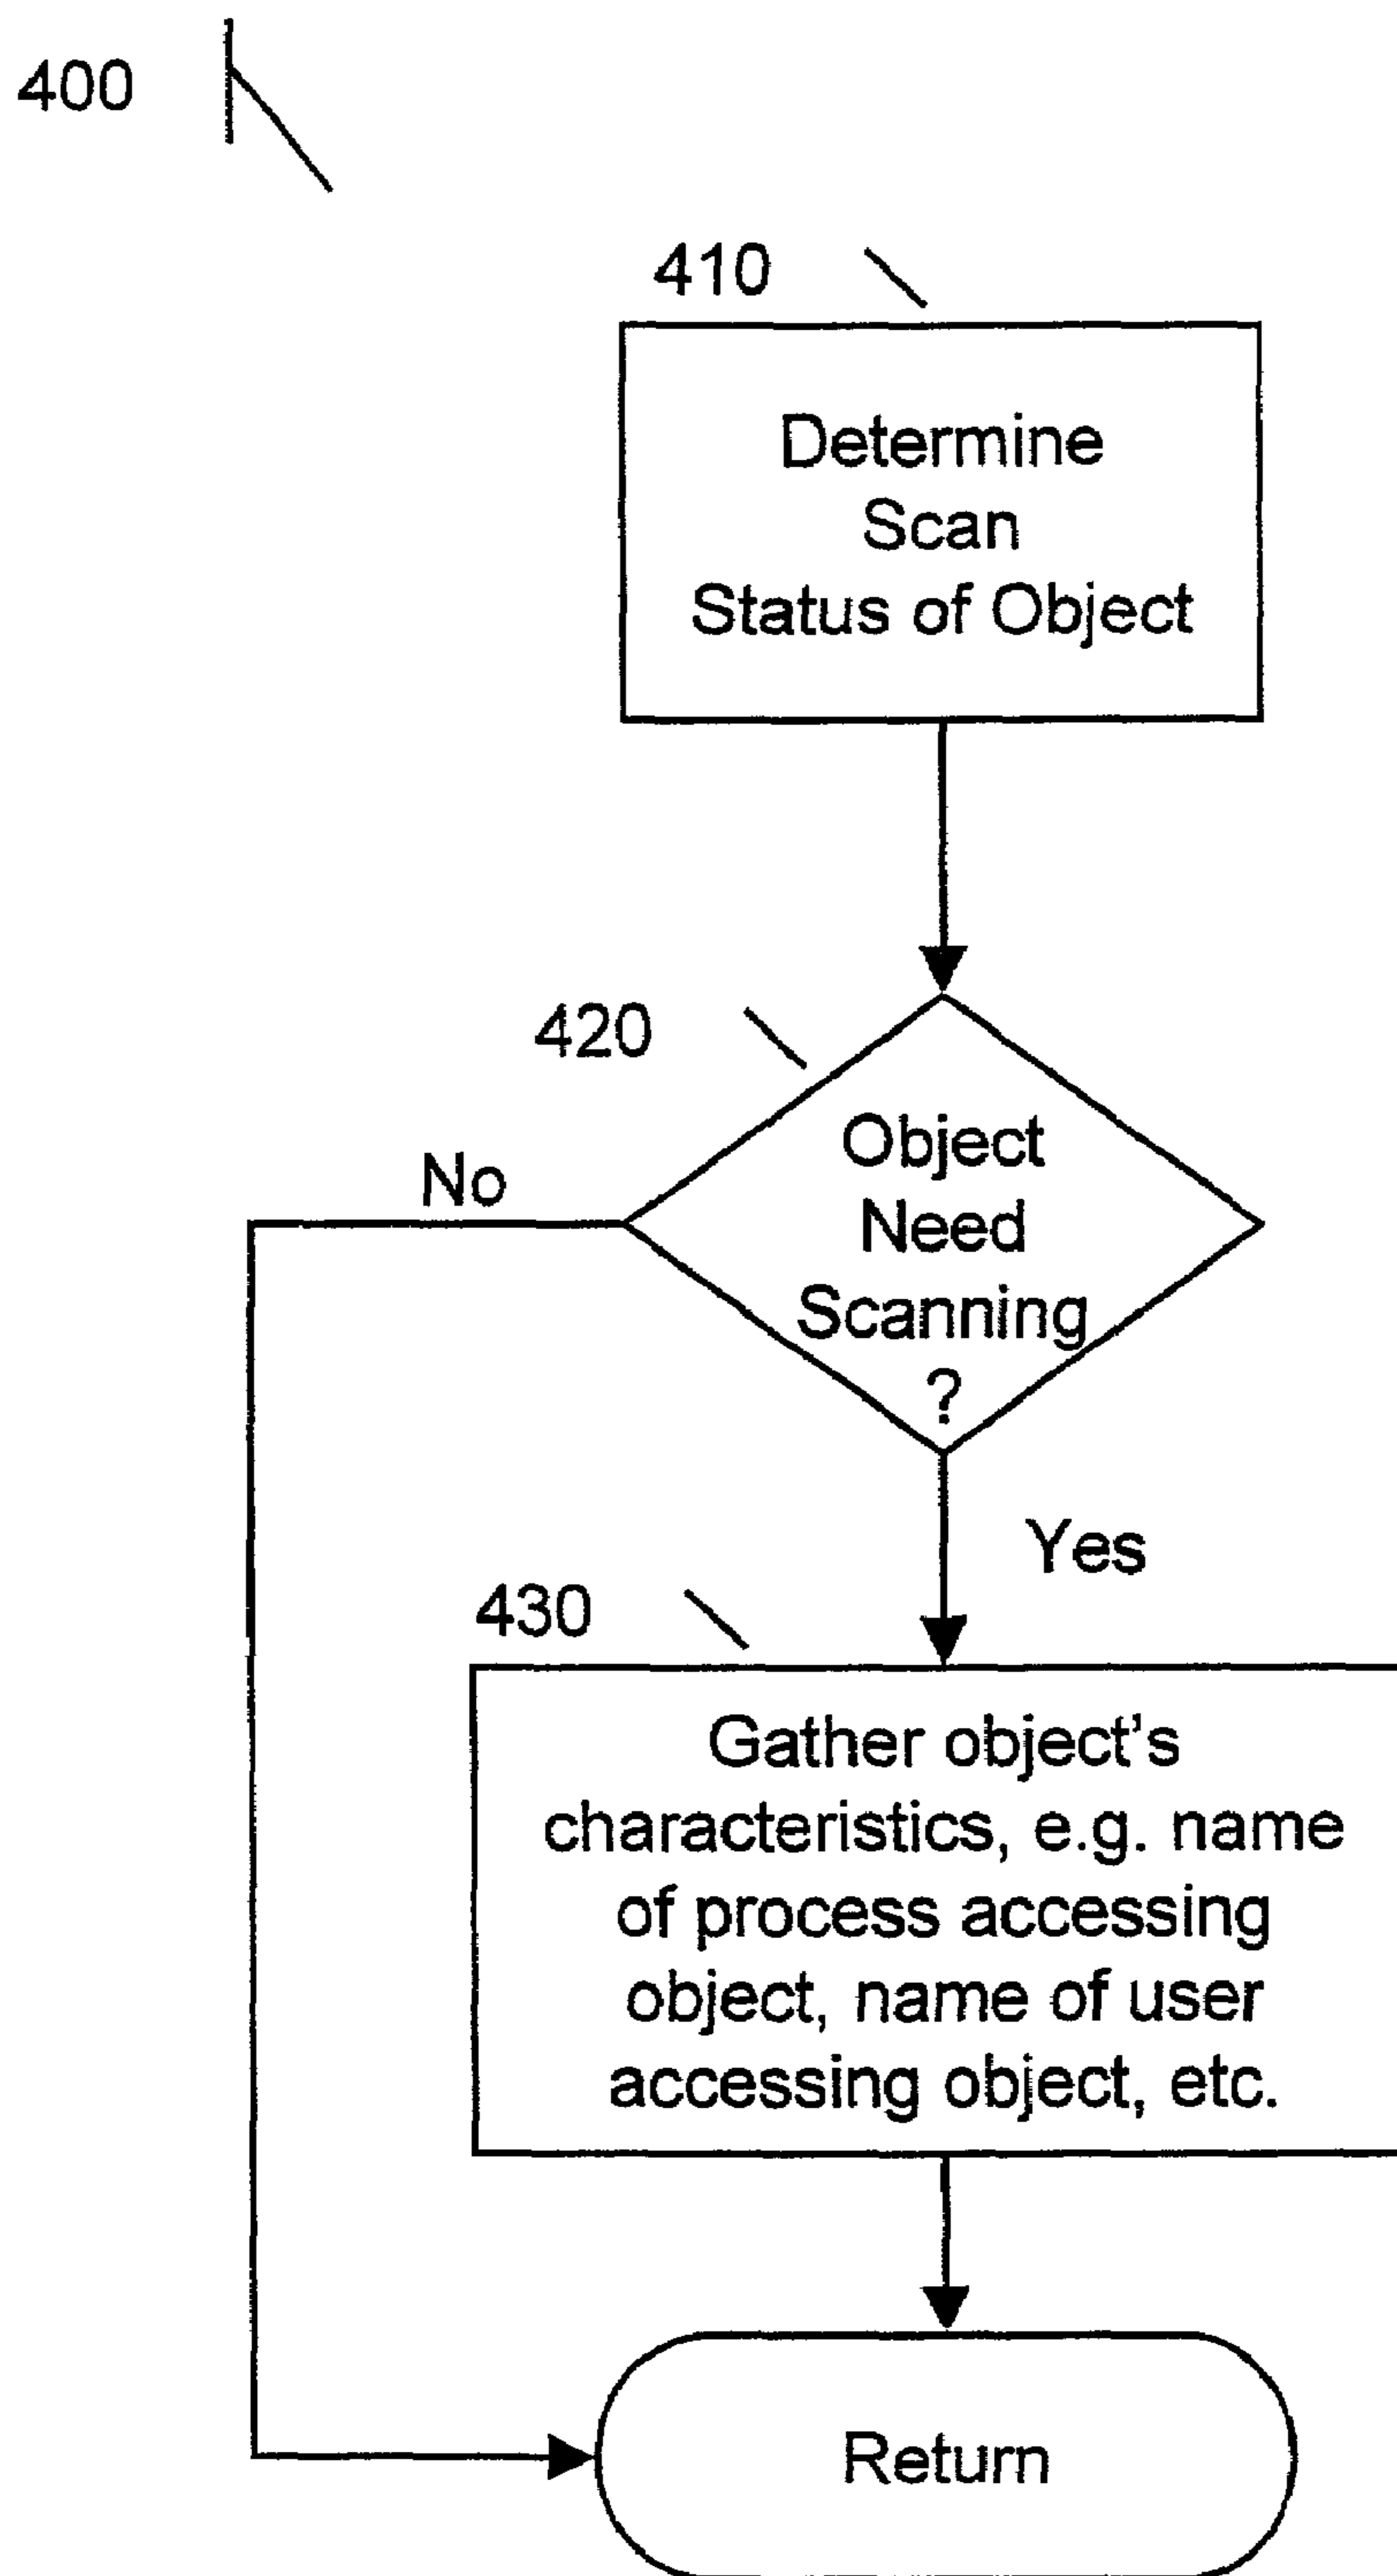 400
410
Determine
Scan
Status of Object
420
Object
Need
Scanning
?
No
Yes
430
Gather object's
characteristics, e.g. name
of process accessing
object, name of user
accessing object, etc.
Return